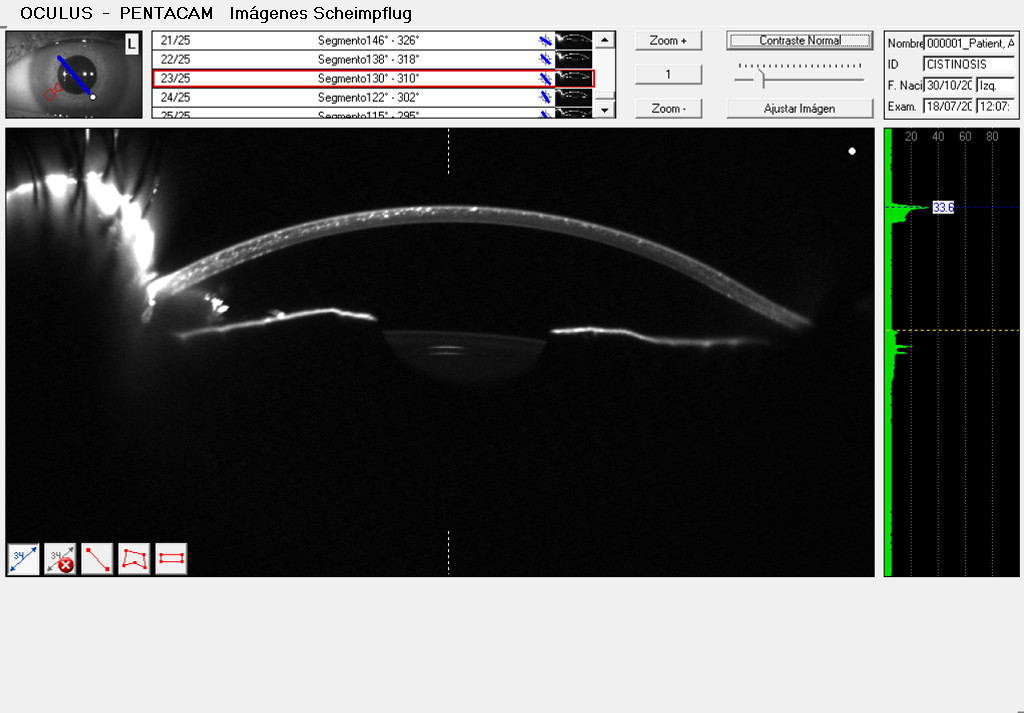 OCULUS - PENTACAM Imágenes Scheimpflug
L
21/25 Segmento146° - 326°
22/25 Segmento138° - 318°
23/25 Segmento130° - 310°
24/25 Segmento122° - 302°
25/25 Segmento115° - 295°
Zoom +
1
Zoom -
Contraste Normal
Ajustar Imágen
Nombre 000001_Patient, A
ID CISTINOSIS
F. Naci 30/10/20 Izq.
Exam. 18/07/20 12:07:
20 40 60 80
33.6
34 34